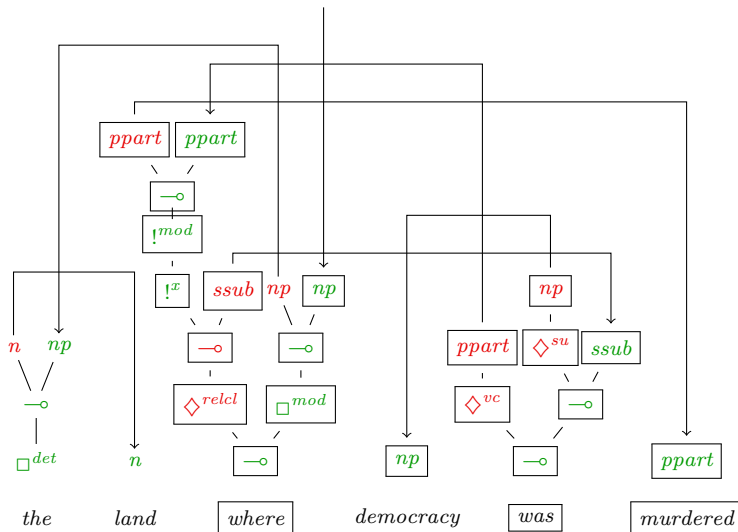 ppart ppart
⊸
!mod
!x ssub np np np
n np ⊸ ⊸ ppart ◇su ssub
⊸ ◇relcl □mod ◇vc ⊸
□det n ⊸ np ⊸ ppart
the land where democracy was murdered